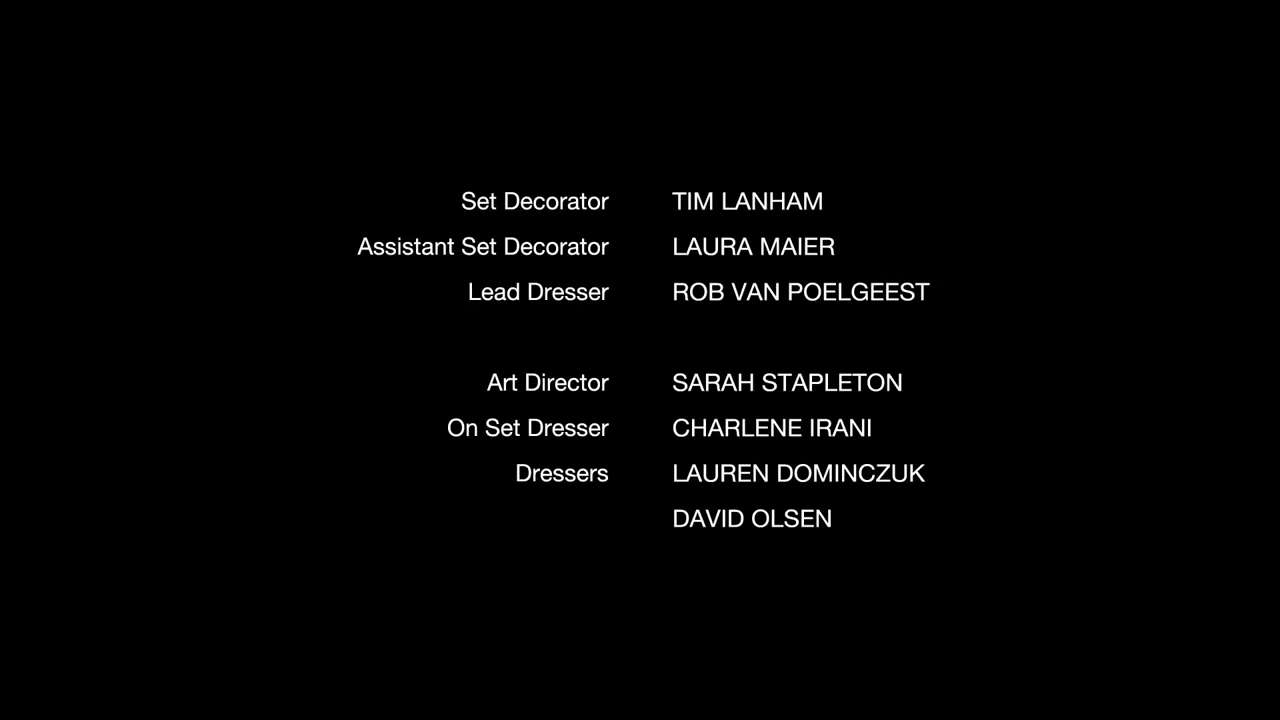 Set Decorator TIM LANHAM
Assistant Set Decorator LAURA MAIER
Lead Dresser ROB VAN POELGEEST
Art Director SARAH STAPLETON
On Set Dresser CHARLENE IRANI
Dressers LAUREN DOMINCZUK
DAVID OLSEN